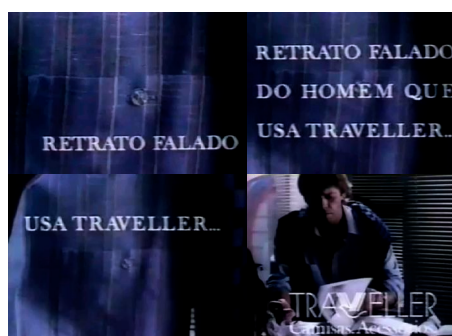 RETRATO FALADO
RETRATO FALADO
DO HOMEM QUE
USA TRAVELLER...
USA TRAVELLER...
TRAVELLER
Camisas. Acessórios